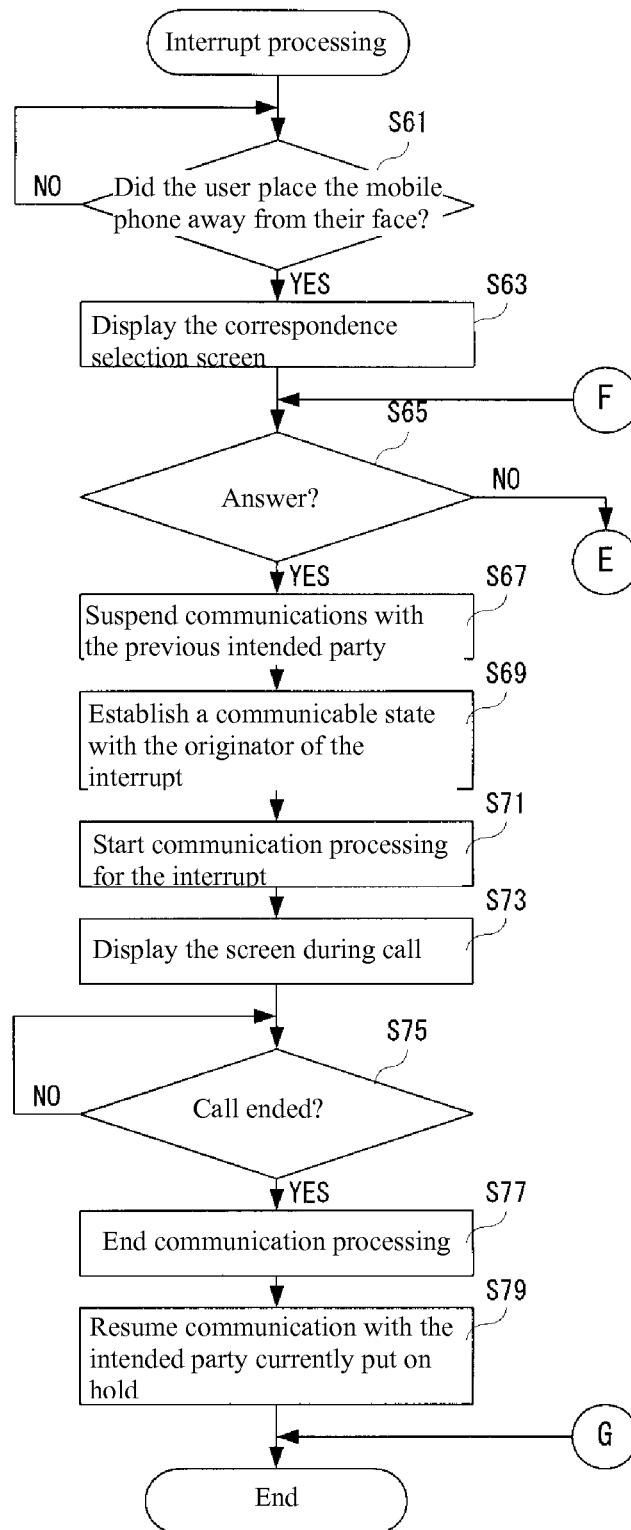 Interrupt processing
S61
NO
Did the user place the mobile
phone away from their face?
YES
S63
Display the correspondence
selection screen
F
S65
Answer?
NO
E
YES
S67
Suspend communications with
the previous intended party
S69
Establish a communicable state
with the originator of the
interrupt
S71
Start communication processing
for the interrupt
S73
Display the screen during call
S75
NO
Call ended?
YES
S77
End communication processing
S79
Resume communication with the
intended party currently put on
hold
G
End